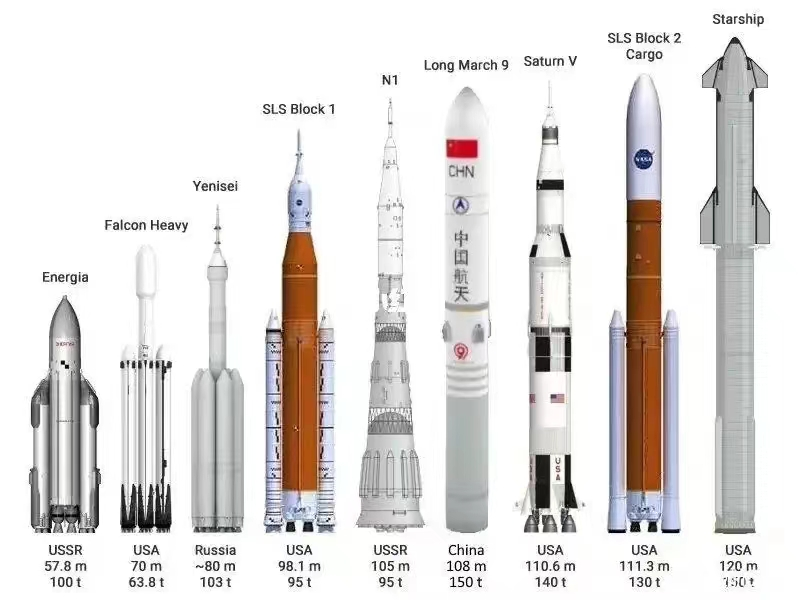 Starship
SLS Block 2
Cargo
Saturn V
Long March 9
N1
SLS Block 1
Yenisei
Falcon Heavy
Energia
CHN
中
国
航
天
9
NASA
USA
USSR
57.8 m
100 t
USA
70 m
63.8 t
Russia
~80 m
103 t
USA
98.1 m
95 t
USSR
105 m
95 t
China
108 m
150 t
USA
110.6 m
140 t
USA
111.3 m
130 t
USA
120 m